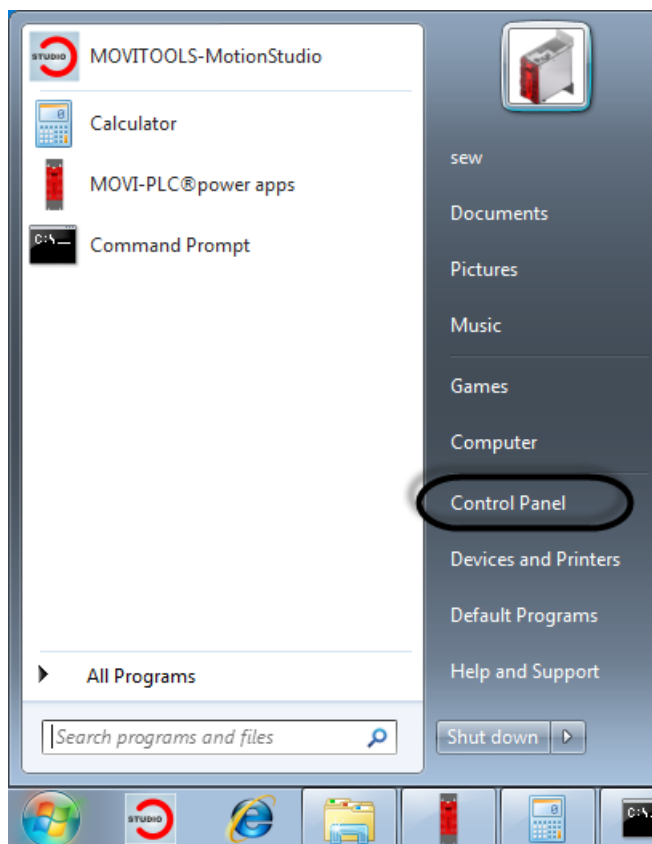 STUDIO
MOVITOOLS-MotionStudio
Calculator
MOVI-PLC®power apps
C:\
Command Prompt
All Programs
Search programs and files
sew
Documents
Pictures
Music
Games
Computer
Control Panel
Devices and Printers
Default Programs
Help and Support
Shut down
STUDIO
C:\